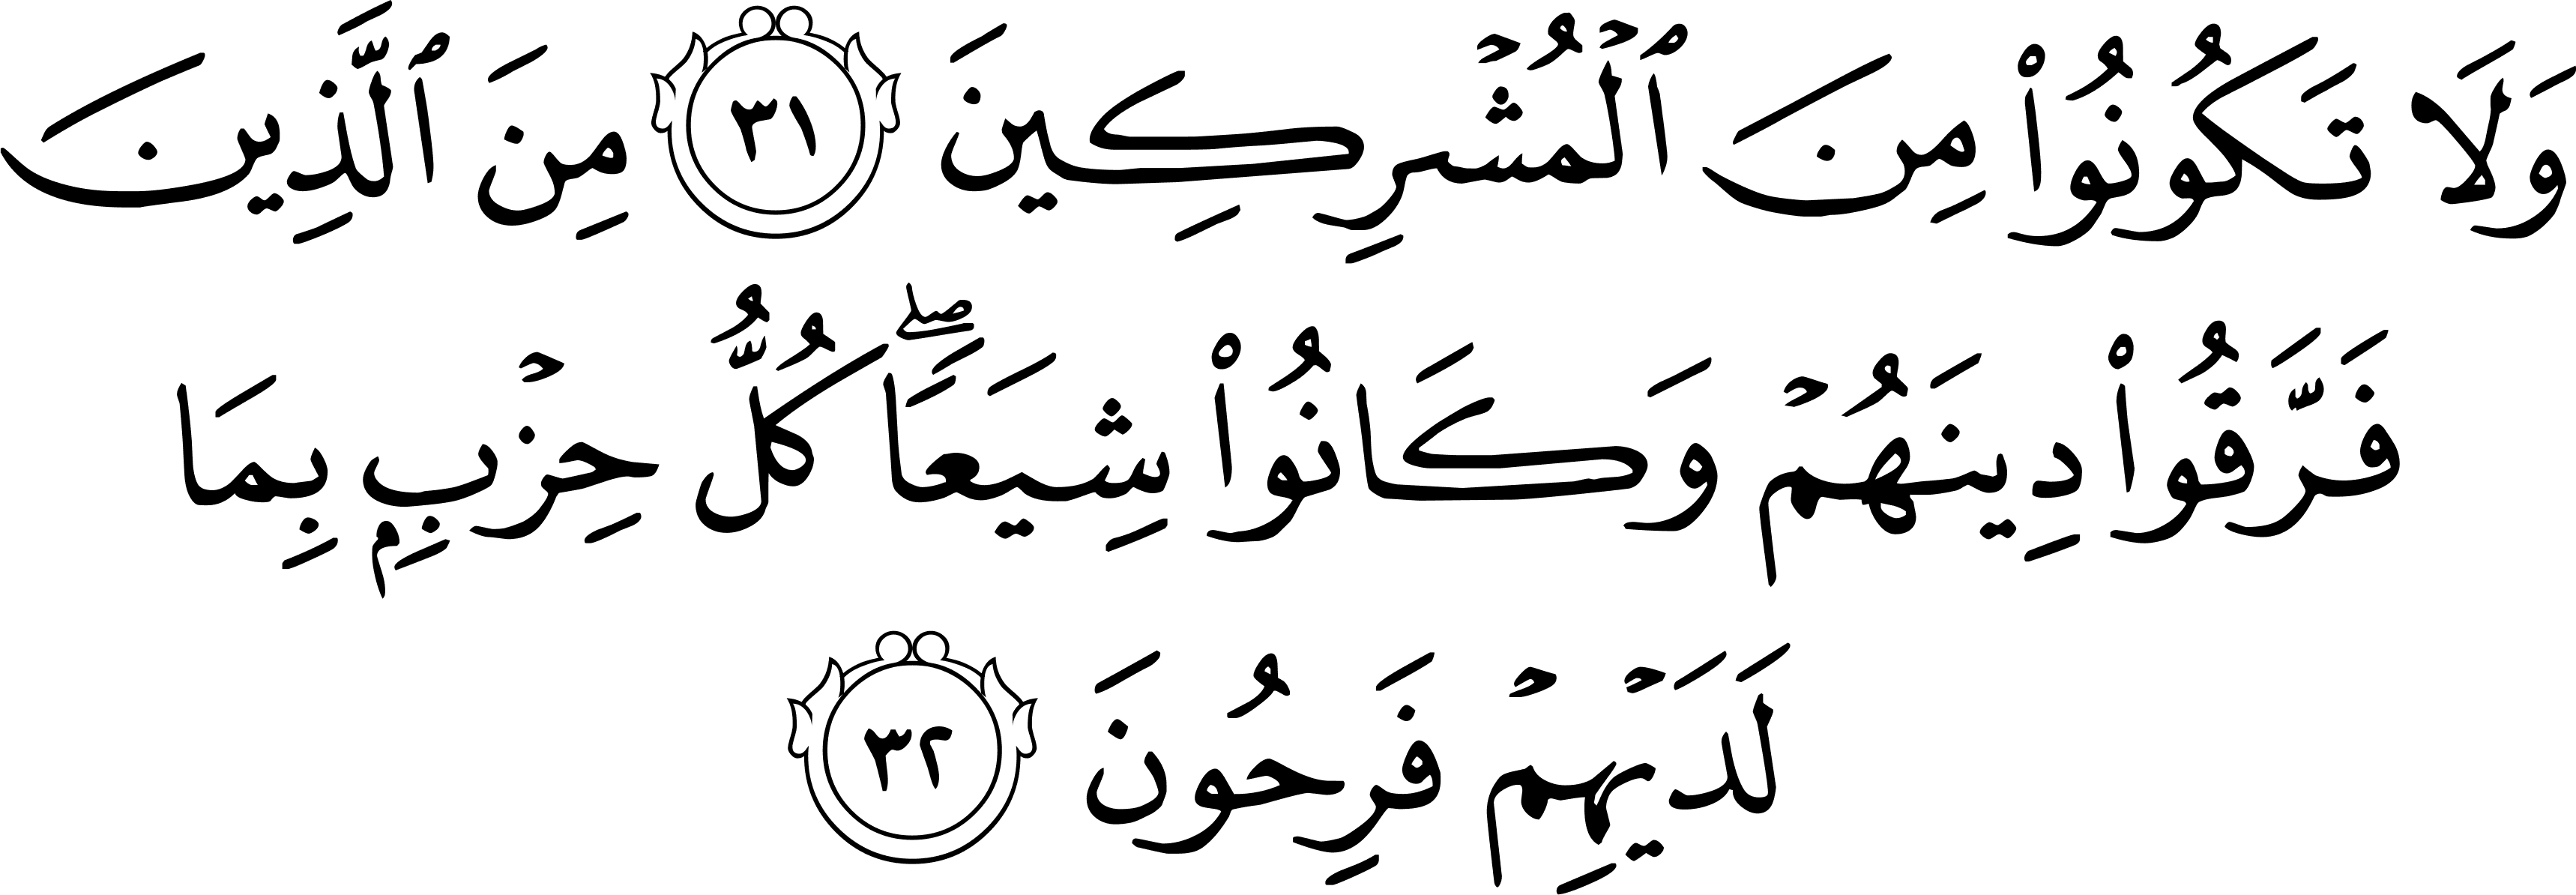 وَلَا تَكُونُوا۟ مِنَ ٱلْمُشْرِكِينَ ٣١ مِنَ ٱلَّذِينَ
فَرَّقُوا۟ دِينَهُمْ وَكَانُوا۟ شِيَعًا ۖ كُلُّ حِزْبٍۭ بِمَا
لَدَيْهِمْ فَرِحُونَ ٣٢